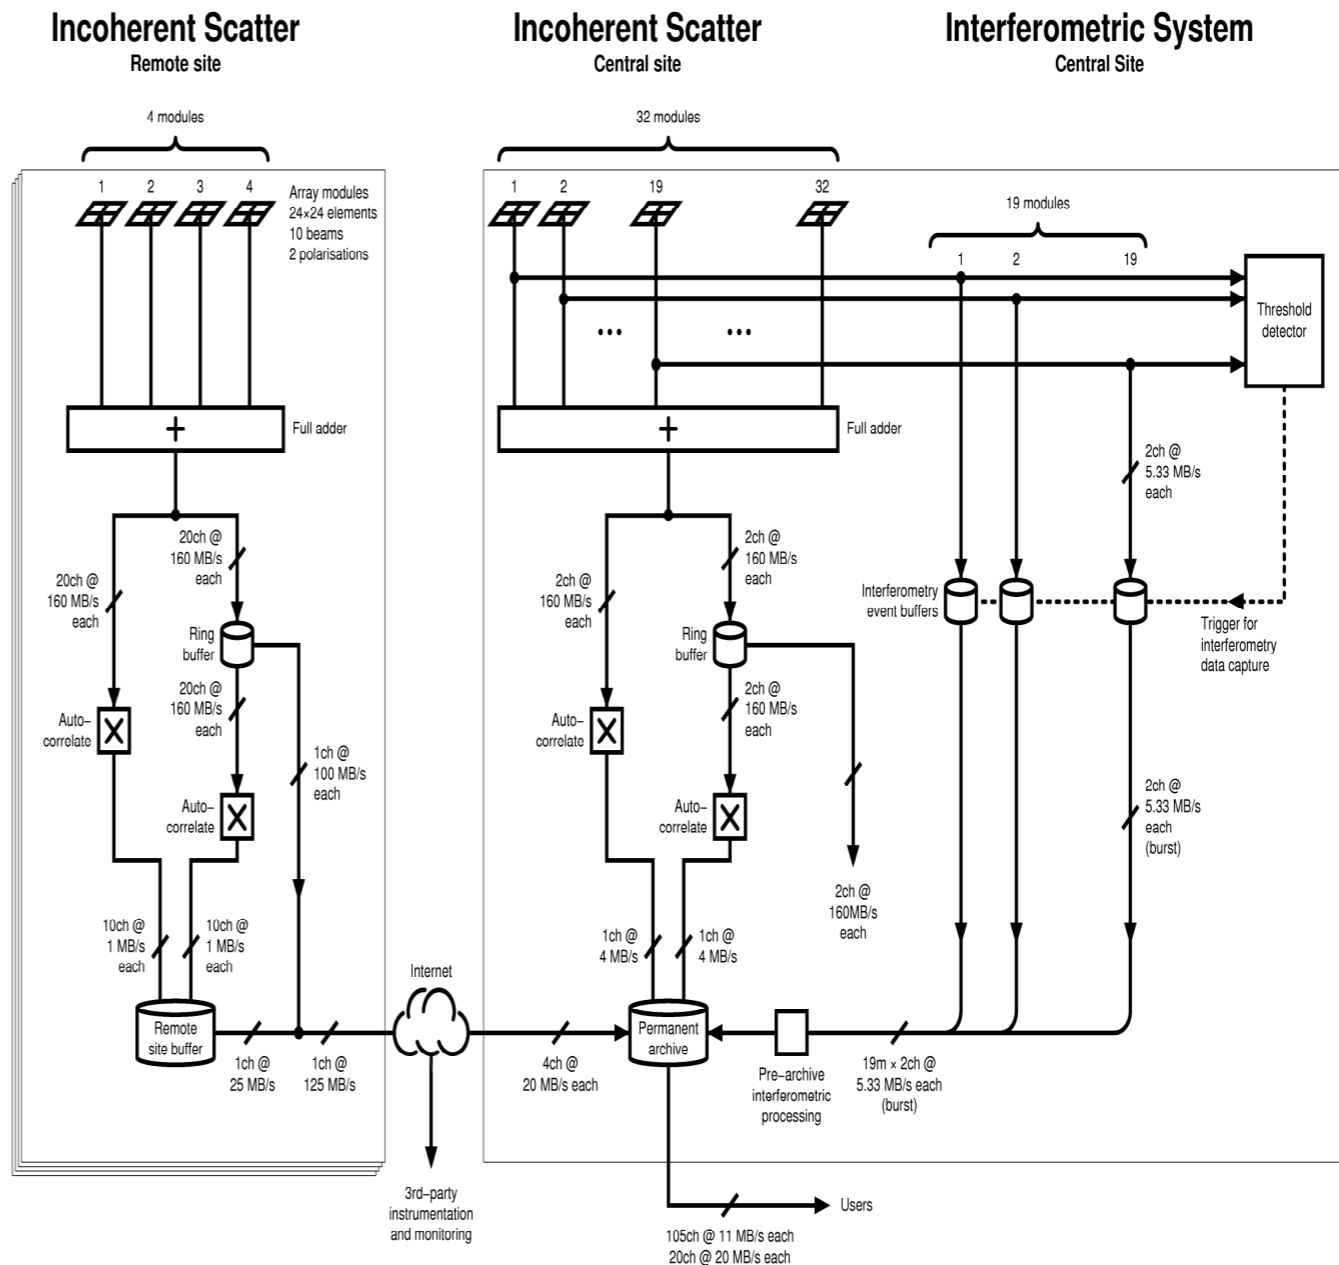 Incoherent Scatter
Remote site
Incoherent Scatter
Central site
Interferometric System
Central Site
4 modules
1 2 3 4
Array modules
24×24 elements
10 beams
2 polarisations
+
Full adder
20ch @
160 MB/s
each
20ch @
160 MB/s
each
Ring
buffer
20ch @
160 MB/s
each
Auto–
correlate
1ch @
100 MB/s
each
Auto–
correlate
10ch @
1 MB/s
each
10ch @
1 MB/s
each
Remote
site buffer
1ch @
25 MB/s
1ch @
125 MB/s
Internet
3rd–party
instrumentation
and monitoring
32 modules
1 2 19 32
... ...
+
Full adder
2ch @
160 MB/s
each
2ch @
160 MB/s
each
Ring
buffer
2ch @
160 MB/s
each
Auto–
correlate
Auto–
correlate
2ch @
160MB/s
each
1ch @
4 MB/s
1ch @
4 MB/s
4ch @
20 MB/s each
Permanent
archive
Users
105ch @ 11 MB/s each
20ch @ 20 MB/s each
19 modules
1 2 19
Threshold
detector
2ch @
5.33 MB/s
each
Interferometry
event buffers
Trigger for
interferometry
data capture
2ch @
5.33 MB/s
each
(burst)
Pre–archive
interferometric
processing
19m × 2ch @
5.33 MB/s each
(burst)